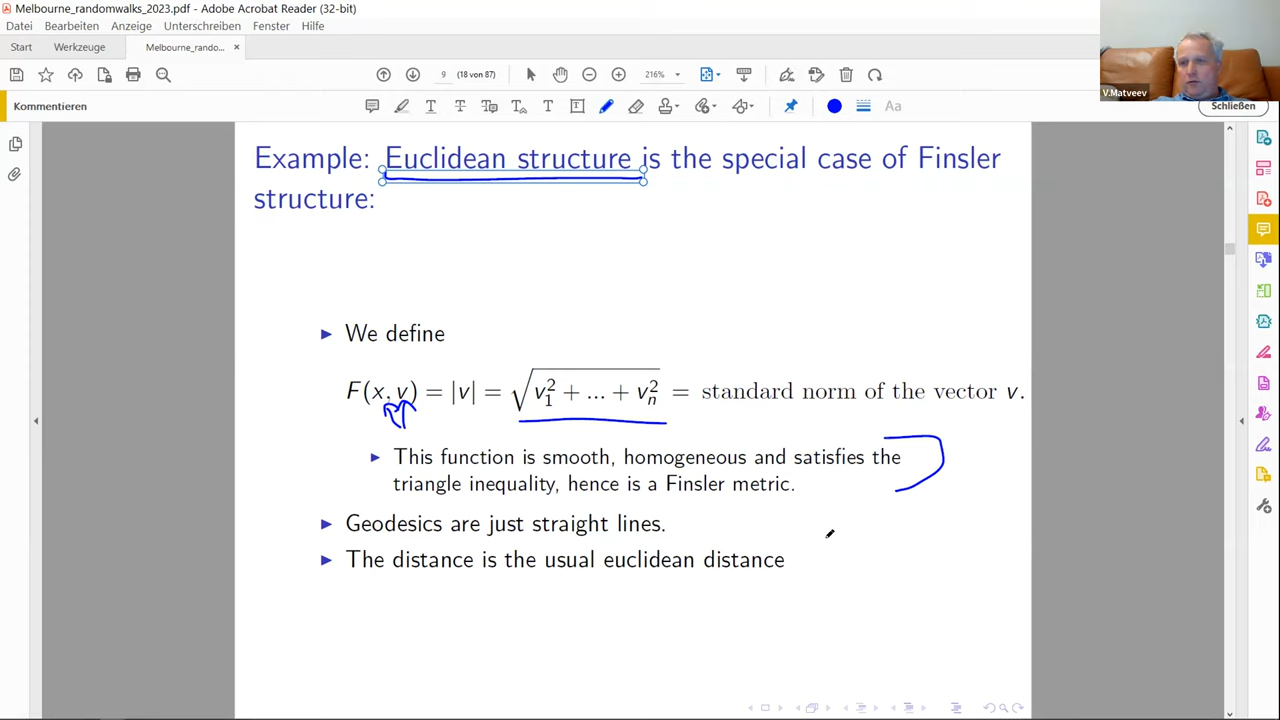 Melbourne_randomwalks_2023.pdf - Adobe Acrobat Reader (32-bit)
Datei Bearbeiten Anzeige Unterschreiben Fenster Hilfe
Start Werkzeuge Melbourne_rando... ×
9 (18 von 87) 216%
Kommentieren
Aa
V.Matveev
Schließen
Example: Euclidean structure is the special case of Finsler
structure:
We define
F(x, v) = |v| = √(v₁² + ... + vₙ²) = standard norm of the vector v.
This function is smooth, homogeneous and satisfies the
triangle inequality, hence is a Finsler metric.
Geodesics are just straight lines.
The distance is the usual euclidean distance